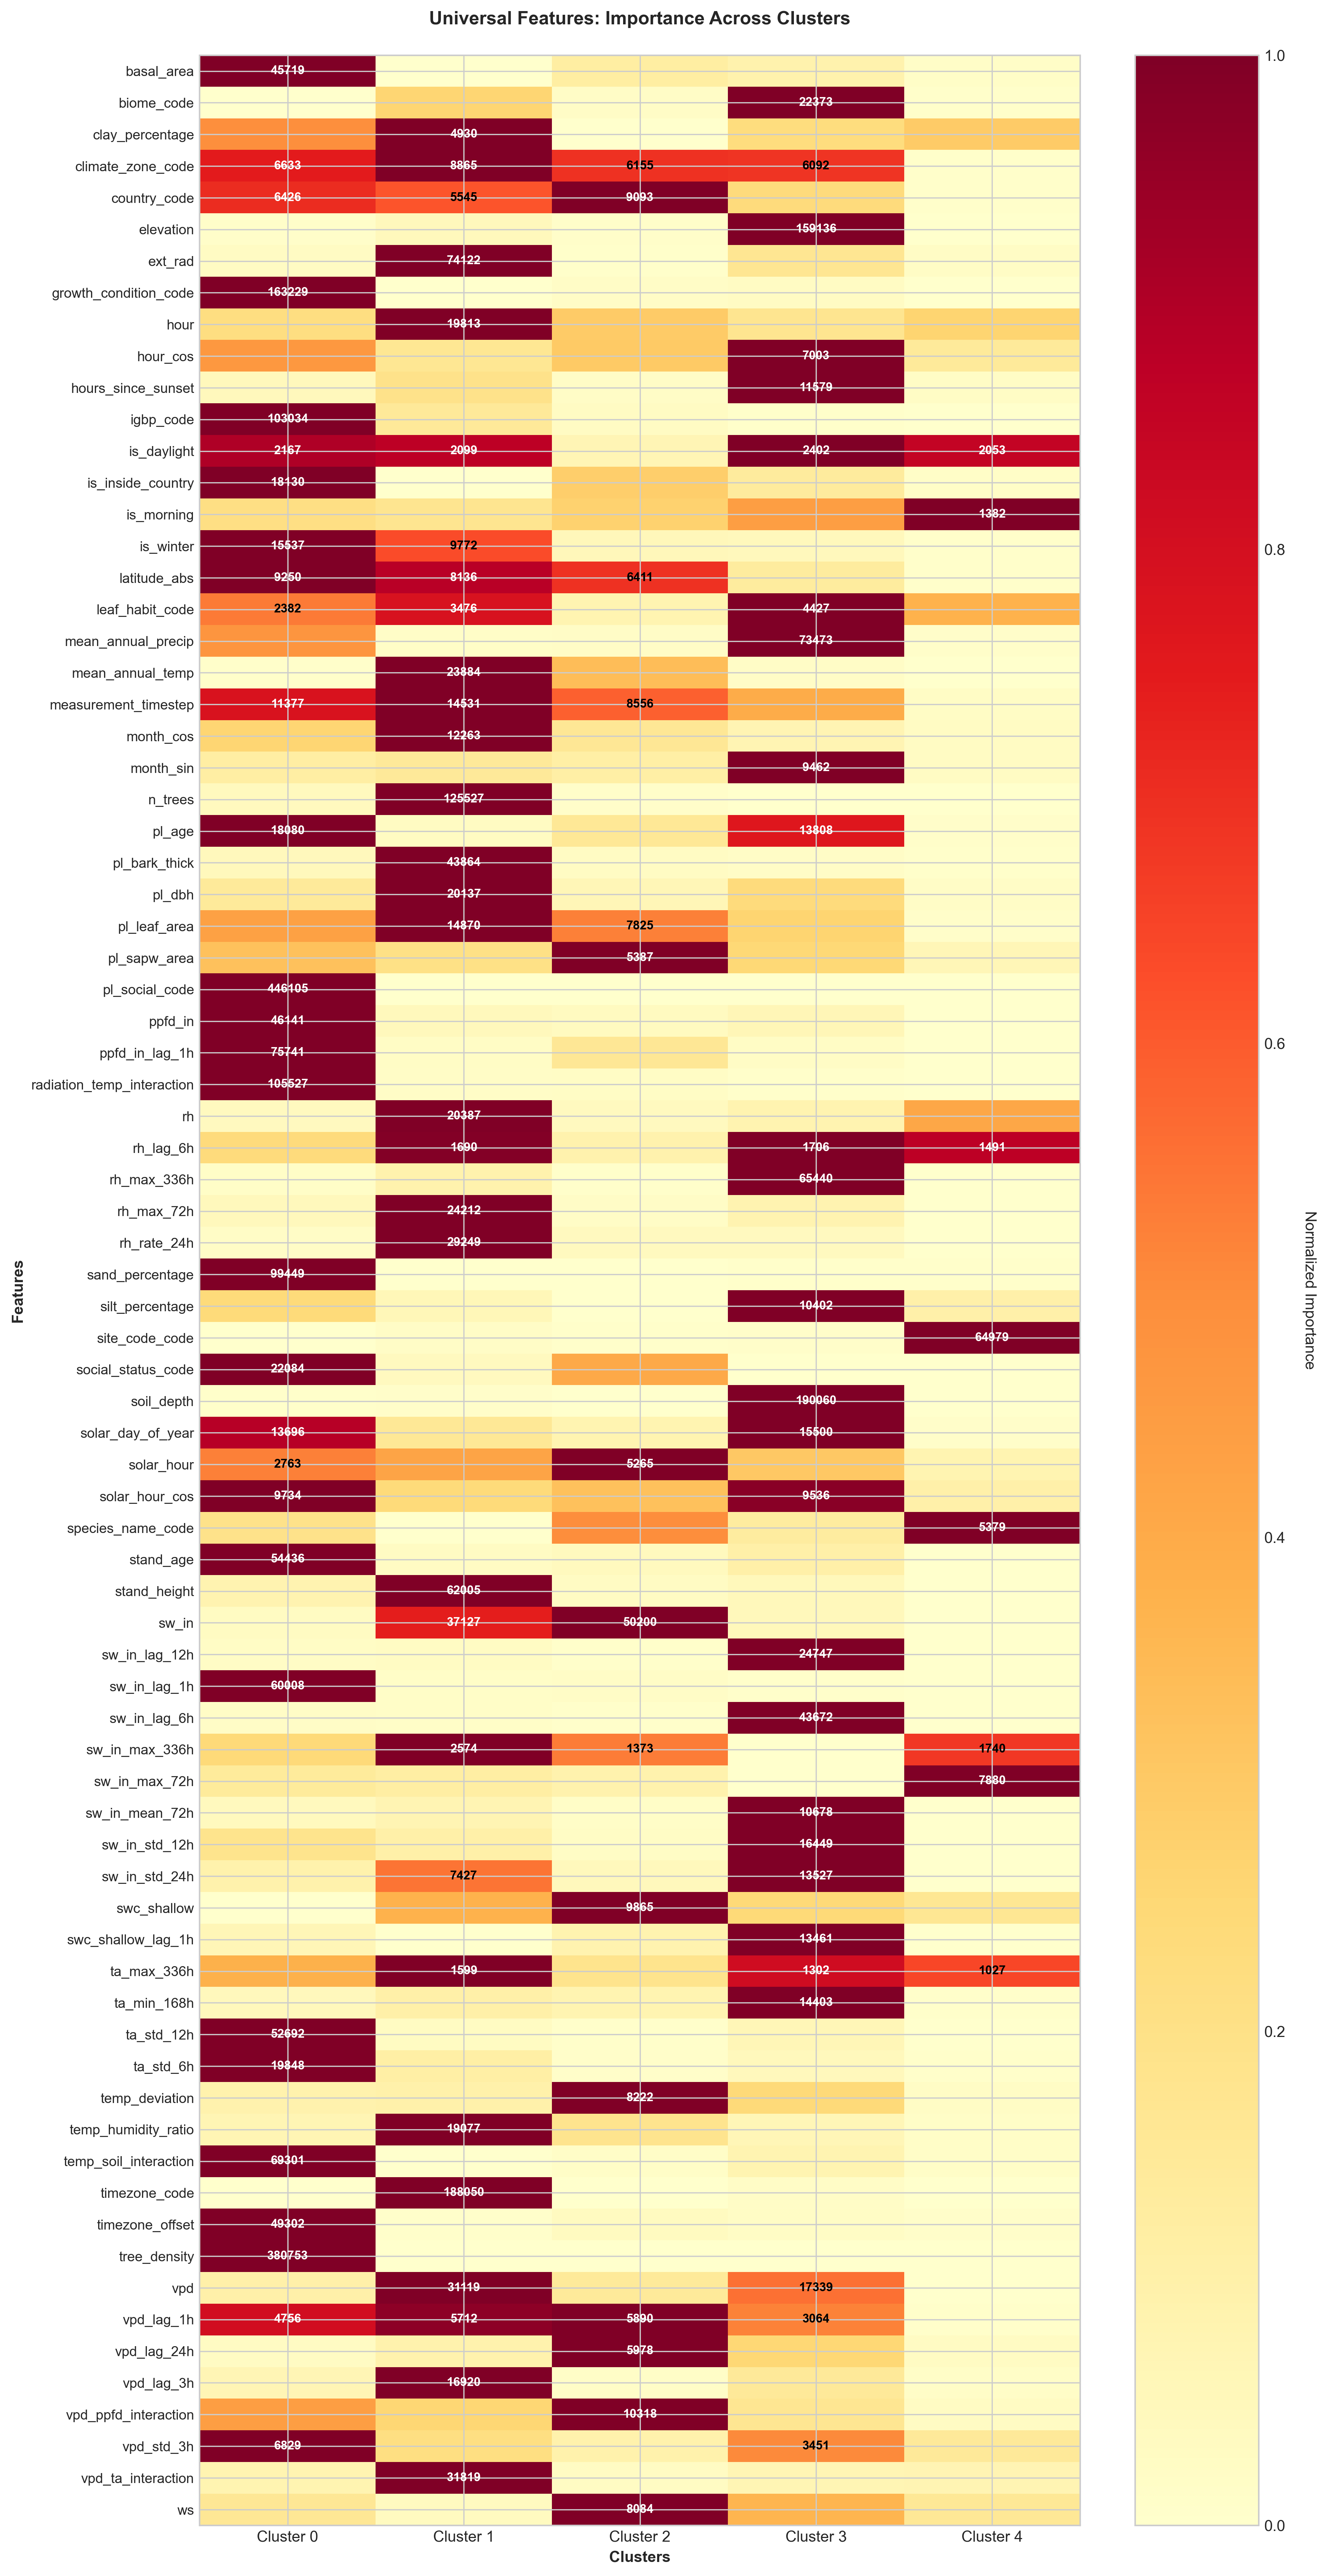 Universal Features: Importance Across Clusters
basal_area 45719
biome_code 22373
clay_percentage 4930
climate_zone_code 6633 8865 6155 6092
country_code 6426 5545 9093
elevation 159136
ext_rad 74122
growth_condition_code 163229
hour 19813
hour_cos 7003
hours_since_sunset 11579
igbp_code 103034
is_daylight 2167 2099 2402 2053
is_inside_country 18130
is_morning 1382
is_winter 15537 9772
latitude_abs 9250 8136 6411
leaf_habit_code 2382 3476 4427
mean_annual_precip 73473
mean_annual_temp 23884
measurement_timestep 11377 14531 8556
month_cos 12263
month_sin 9462
n_trees 125527
pl_age 18080 13808
pl_bark_thick 43864
pl_dbh 20137
pl_leaf_area 14870 7825
pl_sapw_area 5387
pl_social_code 446105
ppfd_in 46141
ppfd_in_lag_1h 75741
radiation_temp_interaction 105527
rh 20387
rh_lag_6h 1690 1706 1491
rh_max_336h 65440
rh_max_72h 24212
rh_rate_24h 29249
sand_percentage 99449
silt_percentage 10402
site_code_code 64979
social_status_code 22084
soil_depth 190060
solar_day_of_year 13696 15500
solar_hour 2763 5265
solar_hour_cos 9734 9536
species_name_code 5379
stand_age 54436
stand_height 62005
sw_in 37127 50200
sw_in_lag_12h 24747
sw_in_lag_1h 60008
sw_in_lag_6h 43672
sw_in_max_336h 2574 1373 1740
sw_in_max_72h 7880
sw_in_mean_72h 10678
sw_in_std_12h 16449
sw_in_std_24h 7427 13527
swc_shallow 9865
swc_shallow_lag_1h 13461
ta_max_336h 1599 1302 1027
ta_min_168h 14403
ta_std_12h 52692
ta_std_6h 19848
temp_deviation 8222
temp_humidity_ratio 19077
temp_soil_interaction 69301
timezone_code 188050
timezone_offset 49302
tree_density 380753
vpd 31119 17339
vpd_lag_1h 4756 5712 5890 3064
vpd_lag_24h 5978
vpd_lag_3h 16920
vpd_ppfd_interaction 10318
vpd_std_3h 6829 3451
vpd_ta_interaction 31819
ws 8084
Cluster 0 Cluster 1 Cluster 2 Cluster 3 Cluster 4
Clusters
Features
1.0
0.8
0.6
0.4
0.2
0.0
Normalized Importance